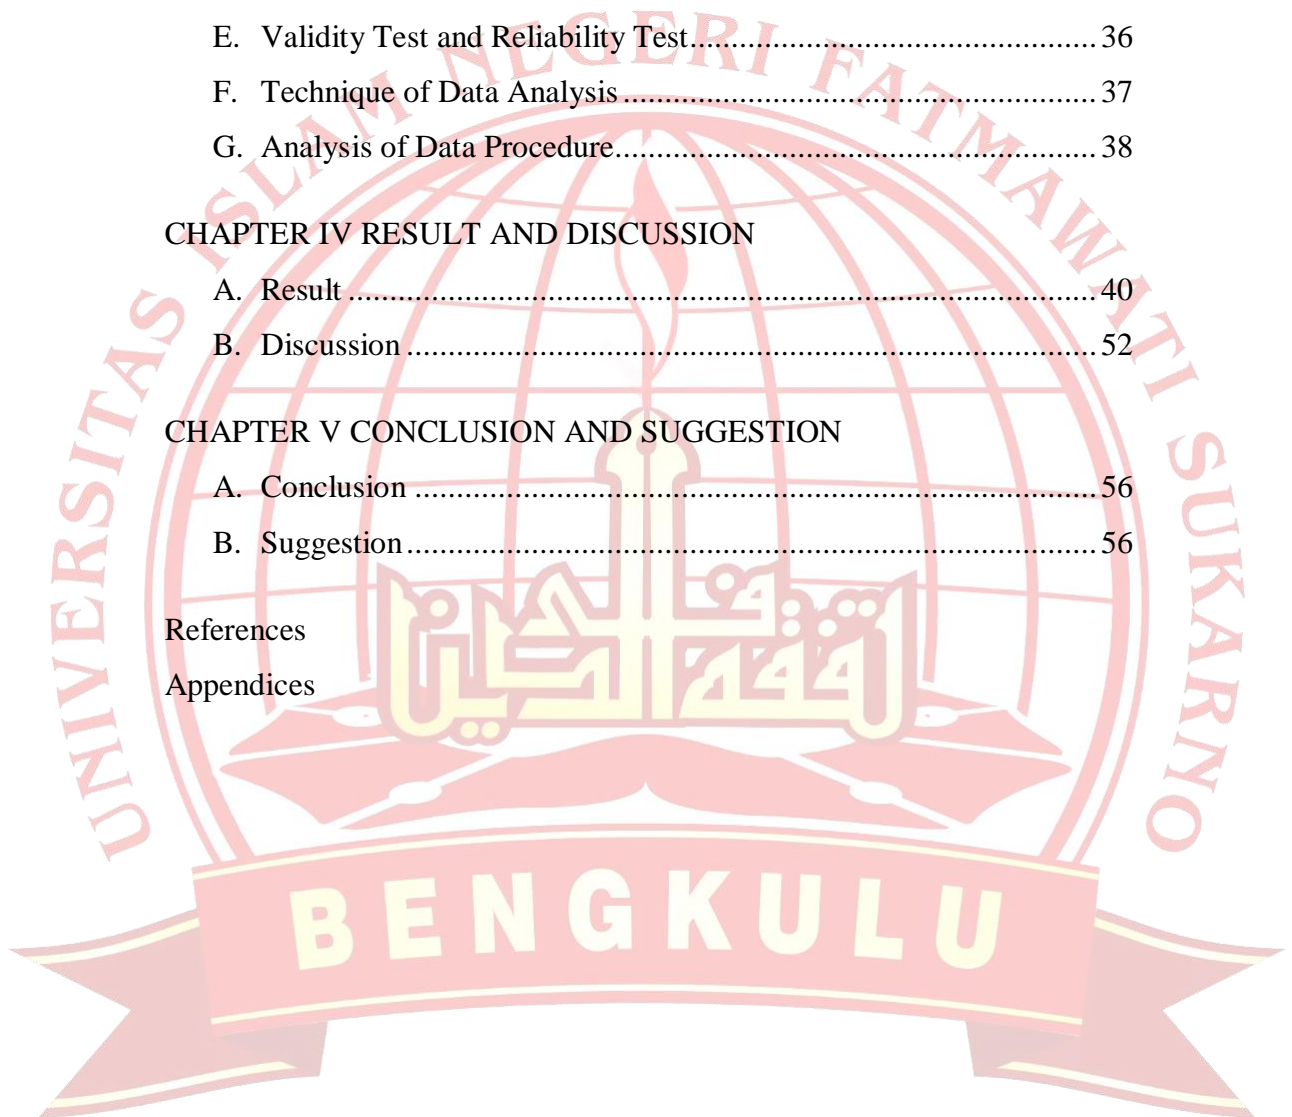 E. Validity Test and Reliability Test................................................. 36
F. Technique of Data Analysis......................................................... 37
G. Analysis of Data Procedure.......................................................... 38
CHAPTER IV RESULT AND DISCUSSION
A. Result.......................................................................................... 40
B. Discussion................................................................................... 52
CHAPTER V CONCLUSION AND SUGGESTION
A. Conclusion.................................................................................. 56
B. Suggestion................................................................................... 56
References
Appendices
UNIVERSITAS ISLAM NEGERI FATMAWATI SUKARNO
BENGKULU